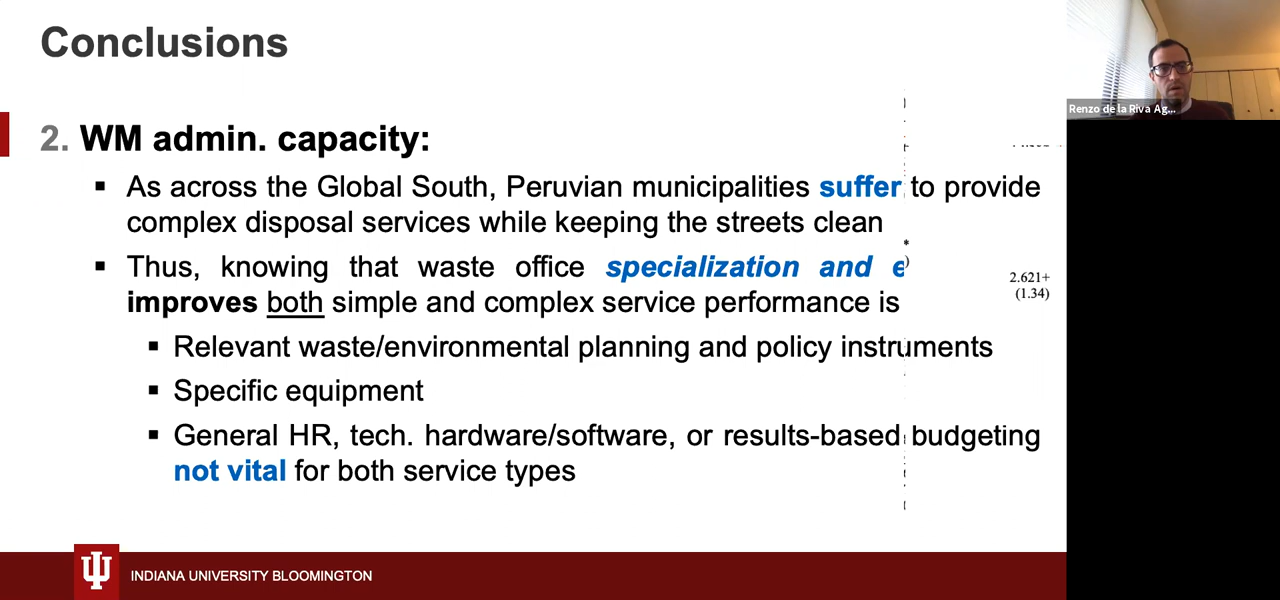 Conclusions
Renzo de la Riva Ag...
2. WM admin. capacity:
▪ As across the Global South, Peruvian municipalities suffer to provide
complex disposal services while keeping the streets clean
▪ Thus, knowing that waste office specialization and e
*
)
improves both simple and complex service performance is
2.621+
(1.34)
▪ Relevant waste/environmental planning and policy instruments
▪ Specific equipment
▪ General HR, tech. hardware/software, or results-based budgeting
not vital for both service types
INDIANA UNIVERSITY BLOOMINGTON